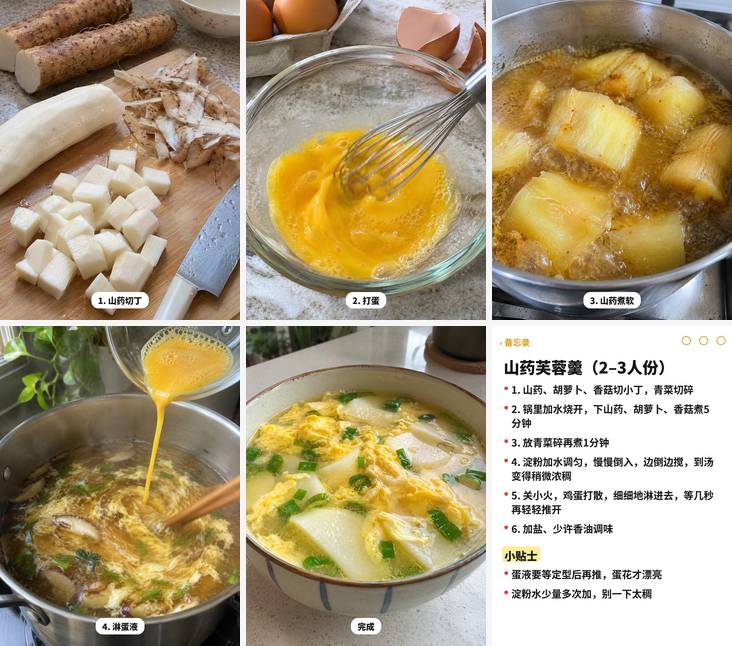 1. 山药切丁
2. 打蛋
3. 山药煮软
4. 淋蛋液
完成
‹ 备忘录
山药芙蓉羹（2–3人份）
• 1. 山药、胡萝卜、香菇切小丁，青菜切碎
• 2. 锅里加水烧开，下山药、胡萝卜、香菇煮5
分钟
• 3. 放青菜碎再煮1分钟
• 4. 淀粉加水调匀，慢慢倒入，边倒边搅，到汤
变得稍微浓稠
• 5. 关小火，鸡蛋打散，细细地淋进去，等几秒
再轻轻推开
• 6. 加盐、少许香油调味
小贴士
• 蛋液要等定型后再推，蛋花才漂亮
• 淀粉水少量多次加，别一下太稠